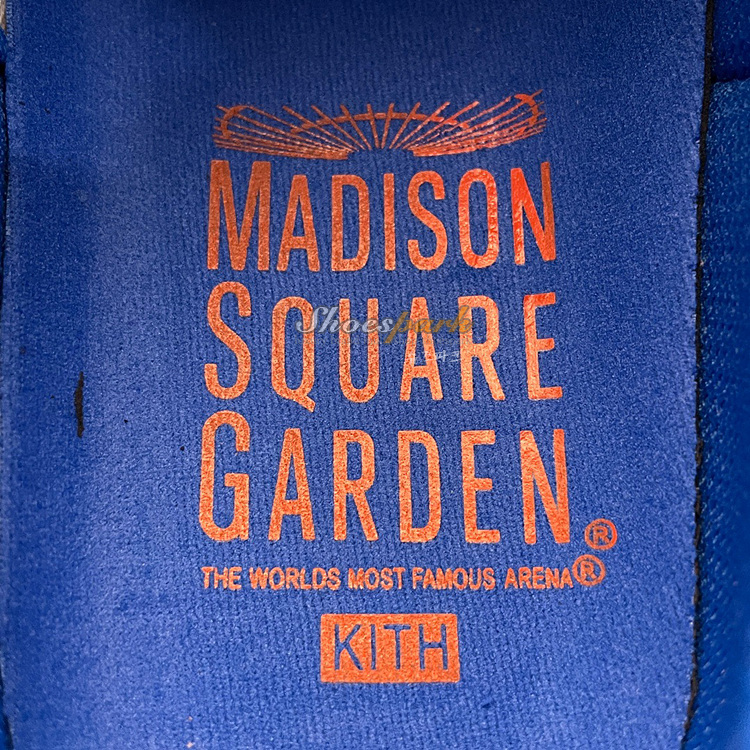 MADISON
SQUARE
Shoespark
GARDEN®
THE WORLDS MOST FAMOUS ARENA®
KITH